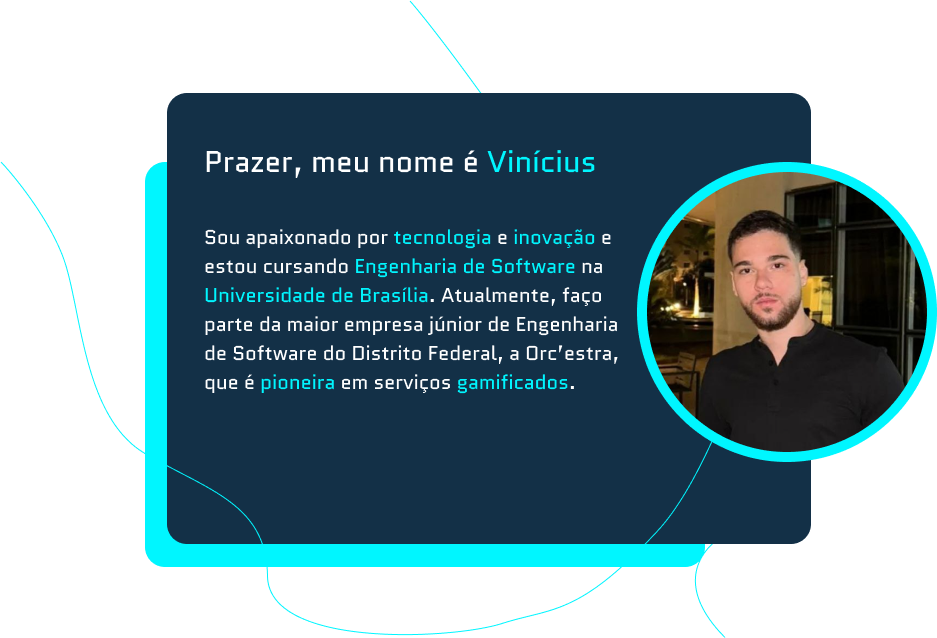 Prazer, meu nome é Vinícius
Sou apaixonado por tecnologia e inovação e
estou cursando Engenharia de Software na
Universidade de Brasília. Atualmente, faço
parte da maior empresa júnior de Engenharia
de Software do Distrito Federal, a Orc’estra,
que é pioneira em serviços gamificados.